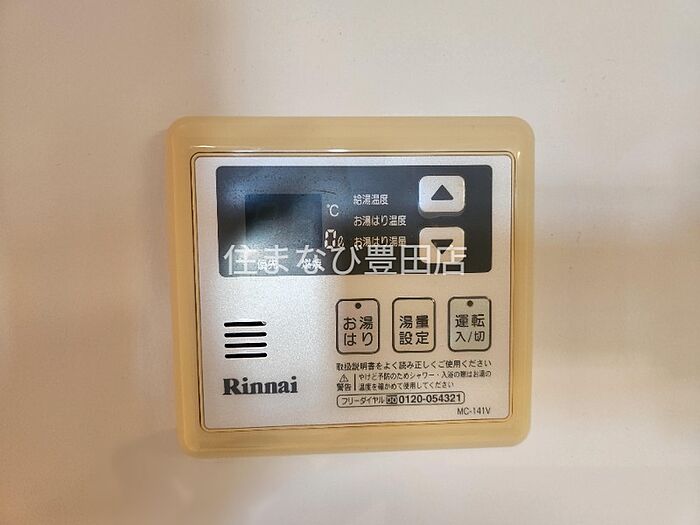 給湯温度
℃
お湯はり温度
0ℓ お湯はり湯量
住まなび豊田店
お湯はり
湯量設定
運転入/切
取扱説明書をよく読み正しくご使用ください
警告 やけど予防のためシャワー・入浴の際はお湯の
温度を確かめて使用してください
Rinnai
フリーダイヤル 0120-054321
MC-141V